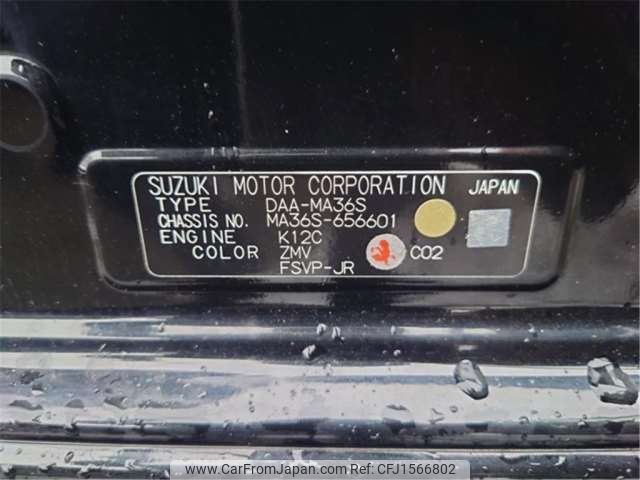 SUZUKI MOTOR CORPORATION JAPAN
TYPE DAA-MA36S
CHASSIS NO. MA36S-656601
ENGINE K12C
COLOR ZMV C02
FSVP-JR
www.CarFromJapan.com - CFJ1566802